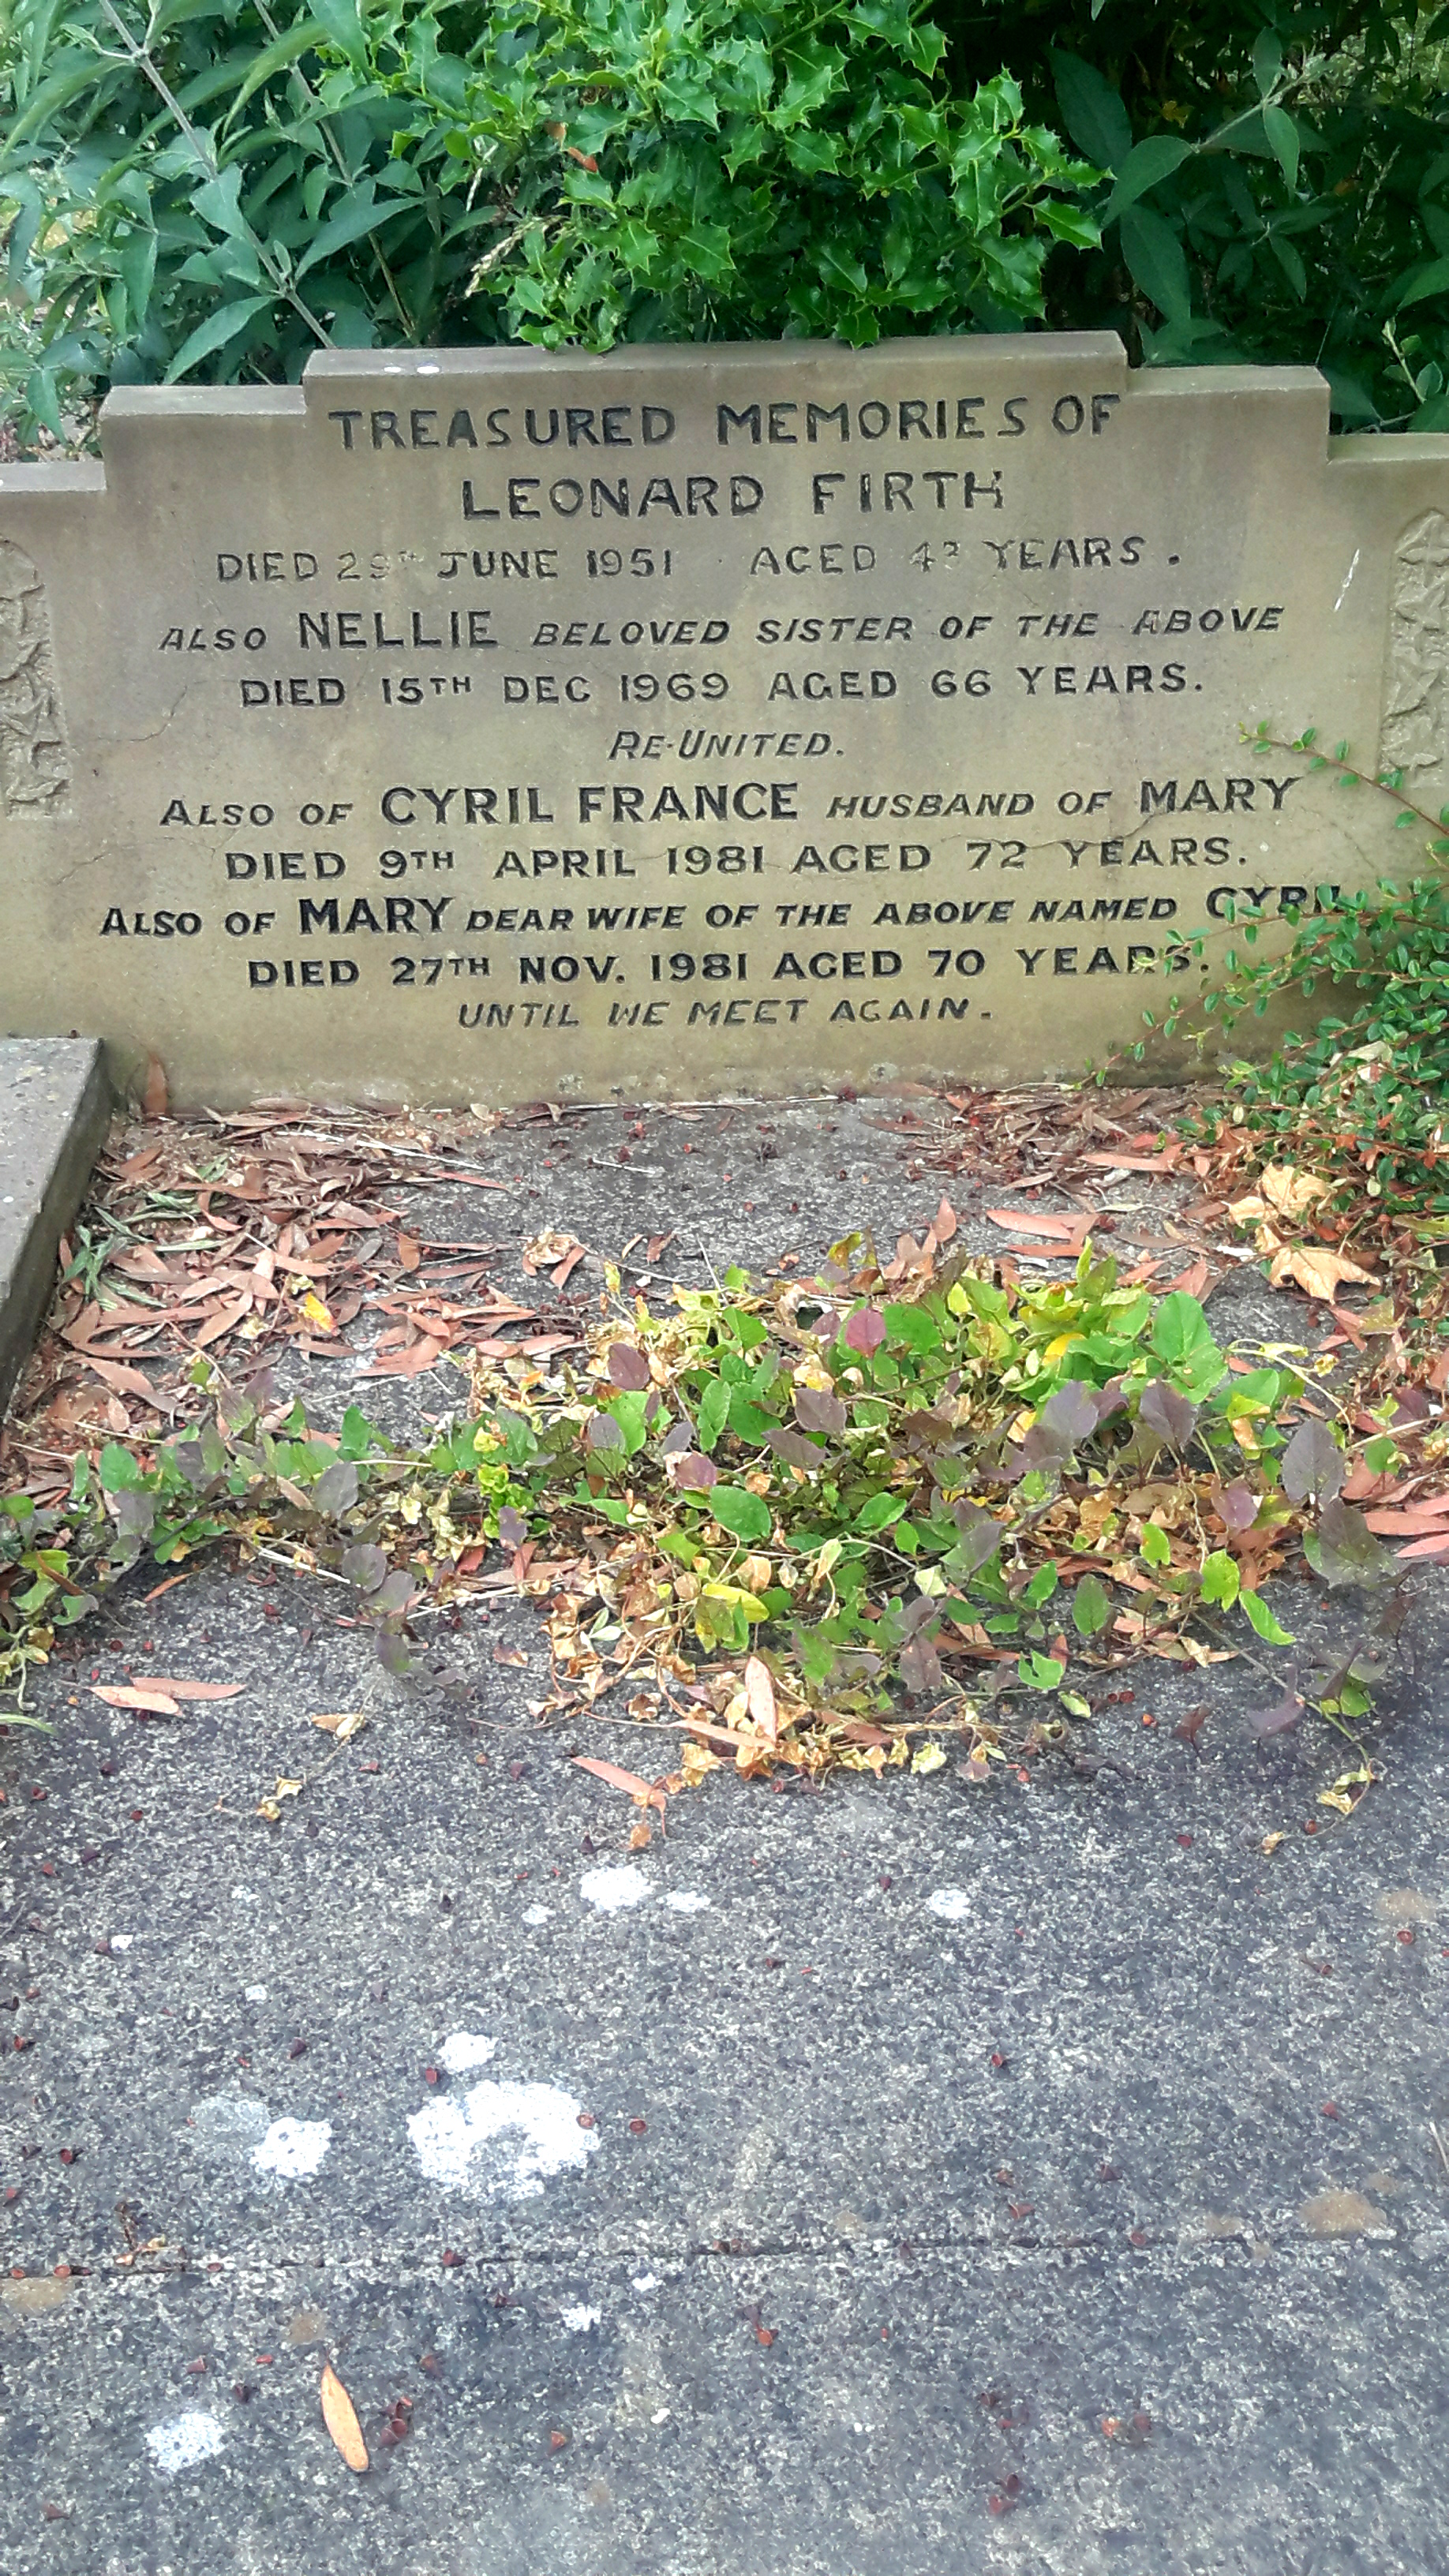 TREASURED MEMORIES OF
LEONARD FIRTH
DIED 29TH JUNE 1951 AGED 43 YEARS.
ALSO NELLIE BELOVED SISTER OF THE ABOVE
DIED 15TH DEC 1969 AGED 66 YEARS.
RE-UNITED.
ALSO OF CYRIL FRANCE HUSBAND OF MARY
DIED 9TH APRIL 1981 AGED 72 YEARS.
ALSO OF MARY DEAR WIFE OF THE ABOVE NAMED CYRIL
DIED 27TH NOV. 1981 AGED 70 YEARS.
UNTIL WE MEET AGAIN.